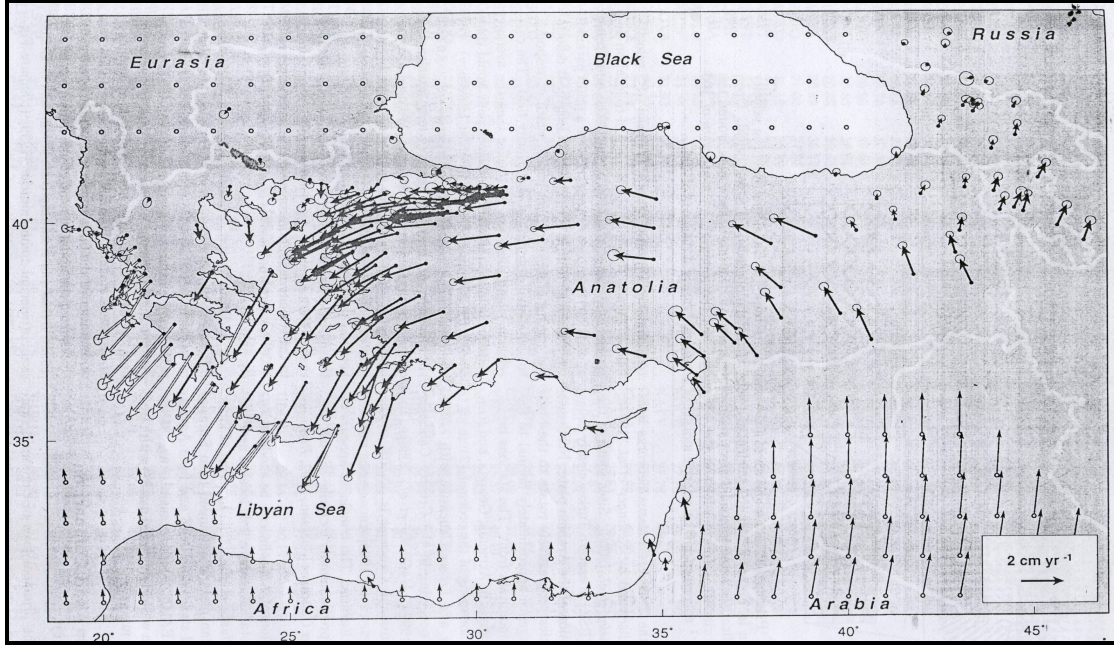 Eurasia
Black Sea
Russia
40°
Anatolia
35°
Libyan Sea
2 cm yr -1
Africa
Arabia
20°
25°
30°
35°
40°
45°